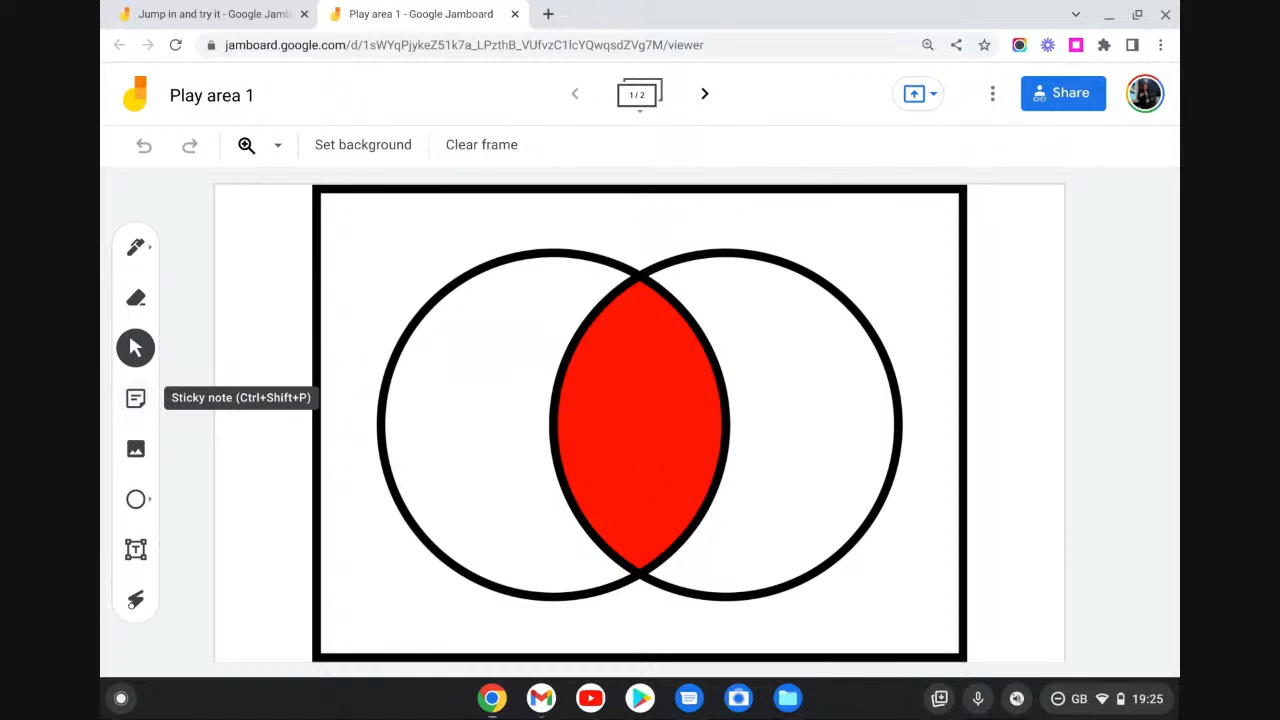 Jump in and try it - Google Jamb
Play area 1 - Google Jamboard
jamboard.google.com/d/1sWYqPjykeZ51k7a_LPzthB_VUfvzC1lcYQwqsdZVg7M/viewer
Play area 1
1 / 2
Share
Set background
Clear frame
Sticky note (Ctrl+Shift+P)
T
GB
19:25